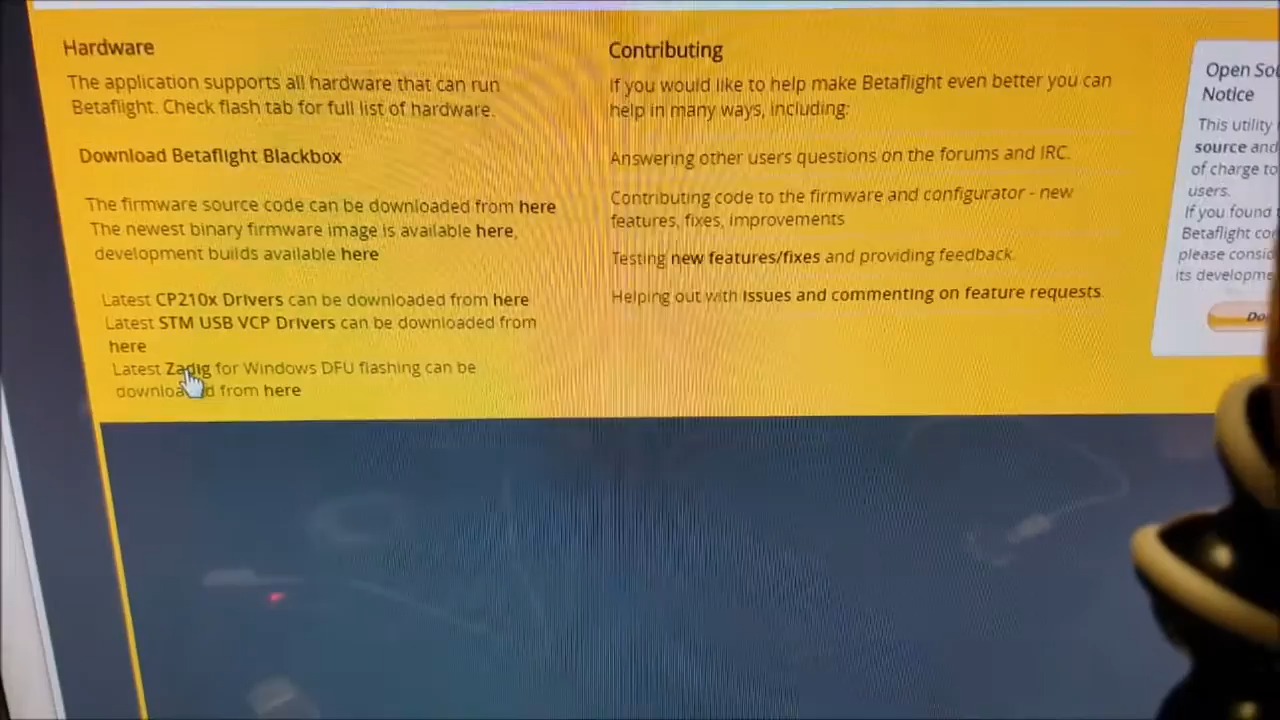 Hardware
The application supports all hardware that can run
Betaflight. Check flash tab for full list of hardware.
Download Betaflight Blackbox
The firmware source code can be downloaded from here
The newest binary firmware image is available here,
development builds available here
Latest CP210x Drivers can be downloaded from here
Latest STM USB VCP Drivers can be downloaded from
here
Latest Zadig for Windows DFU flashing can be
downloaded from here
Contributing
If you would like to help make Betaflight even better you can
help in many ways, including:
Answering other users questions on the forums and IRC.
Contributing code to the firmware and configurator - new
features, fixes, improvements
Testing new features/fixes and providing feedback.
Helping out with issues and commenting on feature requests.
Open
Notice
This utility
source and
of charge to
users.
If you found
Betaflight
please
its